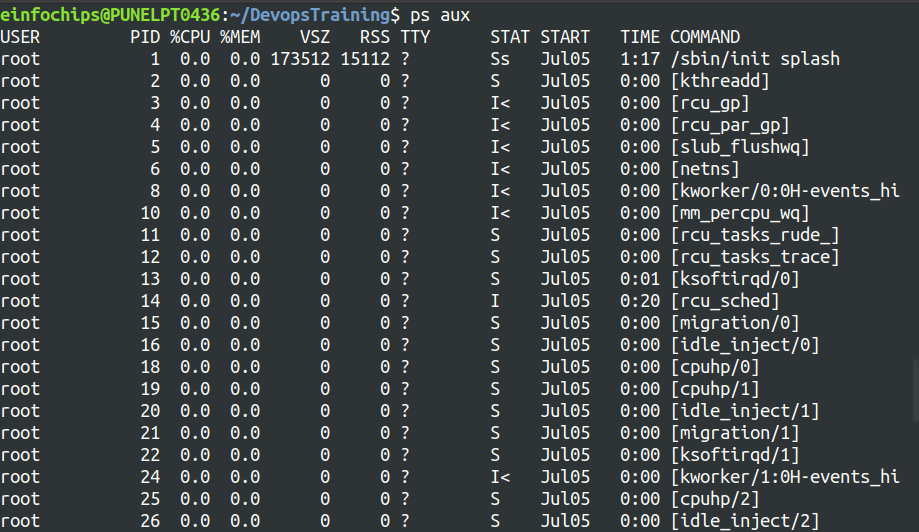 einfochips@PUNELPT0436:~/DevopsTraining$ ps aux
USER         PID %CPU %MEM    VSZ   RSS TTY      STAT START   TIME COMMAND
root           1  0.0  0.0 173512 15112 ?        Ss   Jul05   1:17 /sbin/init splash
root           2  0.0  0.0      0     0 ?        S    Jul05   0:00 [kthreadd]
root           3  0.0  0.0      0     0 ?        I<   Jul05   0:00 [rcu_gp]
root           4  0.0  0.0      0     0 ?        I<   Jul05   0:00 [rcu_par_gp]
root           5  0.0  0.0      0     0 ?        I<   Jul05   0:00 [slub_flushwq]
root           6  0.0  0.0      0     0 ?        I<   Jul05   0:00 [netns]
root           8  0.0  0.0      0     0 ?        I<   Jul05   0:00 [kworker/0:0H-events_hi
root          10  0.0  0.0      0     0 ?        I<   Jul05   0:00 [mm_percpu_wq]
root          11  0.0  0.0      0     0 ?        S    Jul05   0:00 [rcu_tasks_rude_]
root          12  0.0  0.0      0     0 ?        S    Jul05   0:00 [rcu_tasks_trace]
root          13  0.0  0.0      0     0 ?        S    Jul05   0:01 [ksoftirqd/0]
root          14  0.0  0.0      0     0 ?        I    Jul05   0:20 [rcu_sched]
root          15  0.0  0.0      0     0 ?        S    Jul05   0:00 [migration/0]
root          16  0.0  0.0      0     0 ?        S    Jul05   0:00 [idle_inject/0]
root          18  0.0  0.0      0     0 ?        S    Jul05   0:00 [cpuhp/0]
root          19  0.0  0.0      0     0 ?        S    Jul05   0:00 [cpuhp/1]
root          20  0.0  0.0      0     0 ?        S    Jul05   0:00 [idle_inject/1]
root          21  0.0  0.0      0     0 ?        S    Jul05   0:00 [migration/1]
root          22  0.0  0.0      0     0 ?        S    Jul05   0:00 [ksoftirqd/1]
root          24  0.0  0.0      0     0 ?        I<   Jul05   0:00 [kworker/1:0H-events_hi
root          25  0.0  0.0      0     0 ?        S    Jul05   0:00 [cpuhp/2]
root          26  0.0  0.0      0     0 ?        S    Jul05   0:00 [idle_inject/2]